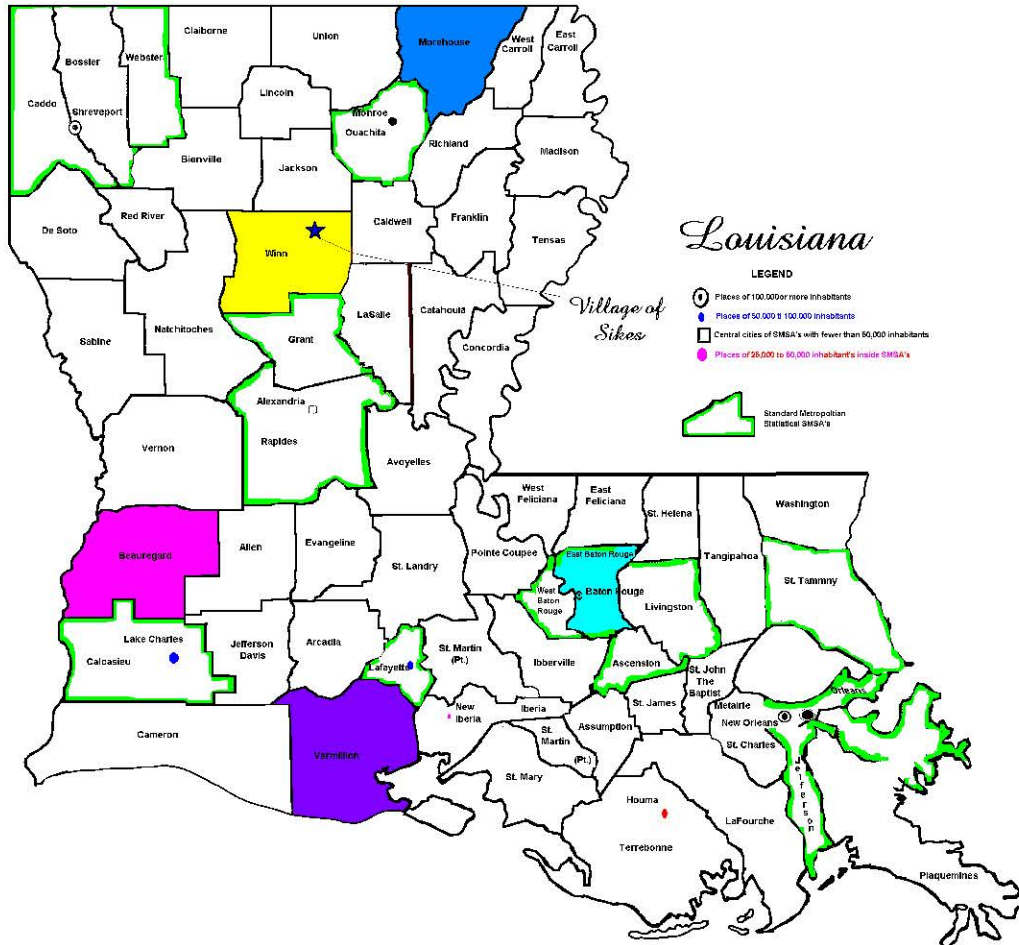 Claiborne
Union
Morehouse
West
Carroll
East
Carroll
Bossier
Webster
Caddo
Shreveport
Lincoln
Monroe
Ouachita
Richland
Madison
Bienville
Jackson
De Soto
Red River
Winn
Caldwell
Franklin
Tensas
Louisiana
LEGEND
Places of 100,000 or more inhabitants
Places of 50,000 ti 100,000 inhabitants
Central cities of SMSA's with fewer than 50,000 inhabitants
Places of 25,000 to 50,000 inhabitant's inside SMSA's
Standard Metropoltian
Statistical SMSA's
Village of
Sikes
Sabine
Natchitoches
Grant
LaSalle
Catahoula
Concordia
Alexandria
Rapides
Vernon
Avoyelles
West
Feliciana
East
Feliciana
St. Helena
Washington
Tangipahoa
Beauregard
Allen
Evangeline
St. Landry
Pointe Coupee
East Baton Rouge
Baton Rouge
West
Baton
Rouge
Livingston
St. Tammny
Lake Charles
Calcasieu
Jefferson
Davis
Arcadia
Lafayette
St. Martin
(Pt.)
Ibberville
Ascension
St. John
The
Baptist
Orleans
Cameron
Vermillion
New
Iberia
Iberia
St.
Martin
(Pt.)
Assumption
St. James
Metairie
New Orleans
St. Charles
Jefferson
St. Mary
Houma
Terrebonne
LaFourche
Plaquemines